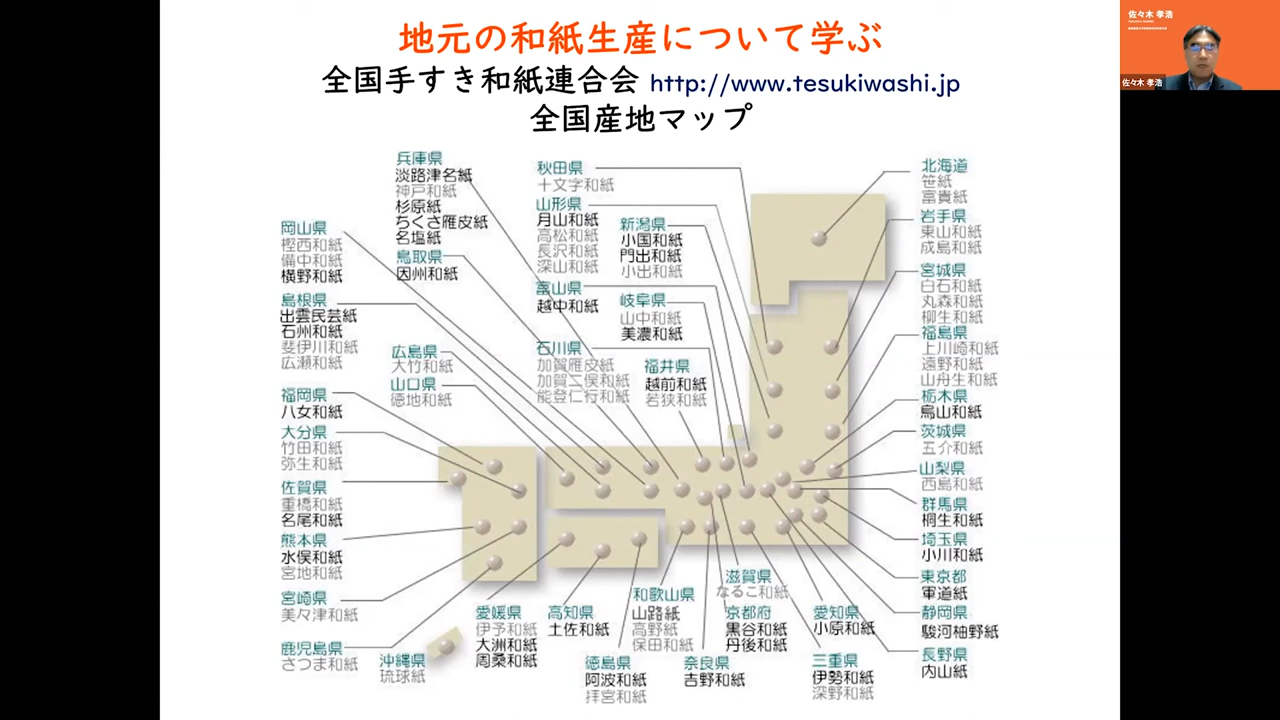 地元の和紙生産について学ぶ
全国手すき和紙連合会 http://www.tesukiwashi.jp
全国産地マップ
佐々木 孝浩
佐々木 孝浩
兵庫県
淡路津名紙
神戸和紙
杉原紙
ちくさ雁皮紙
名塩紙
鳥取県
因州和紙
岡山県
樫西和紙
備中和紙
横野和紙
島根県
出雲民芸紙
石州和紙
斐伊川和紙
広瀬和紙
広島県
大竹和紙
山口県
徳地和紙
福岡県
八女和紙
大分県
竹田和紙
弥生和紙
佐賀県
重橋和紙
名尾和紙
熊本県
水俣和紙
宮地和紙
宮崎県
美々津和紙
鹿児島県
さつま和紙
沖縄県
琉球紙
秋田県
十文字和紙
山形県
月山和紙
高松和紙
長沢和紙
深山和紙
新潟県
小国和紙
門出和紙
小出和紙
富山県
越中和紙
岐阜県
山中和紙
美濃和紙
石川県
加賀雁皮紙
加賀二俣和紙
能登仁行和紙
福井県
越前和紙
若狭和紙
北海道
笹紙
富貴紙
岩手県
東山和紙
成島和紙
宮城県
白石和紙
丸森和紙
柳生和紙
福島県
上川崎和紙
遠野和紙
山舟生和紙
栃木県
烏山和紙
茨城県
五介和紙
山梨県
西島和紙
群馬県
桐生和紙
埼玉県
小川和紙
東京都
軍道紙
静岡県
駿河柚野紙
長野県
内山紙
愛媛県
伊予和紙
大洲和紙
周桑和紙
高知県
土佐和紙
徳島県
阿波和紙
拝宮和紙
和歌山県
山路紙
高野紙
保田和紙
奈良県
吉野和紙
滋賀県
なるこ和紙
京都府
黒谷和紙
丹後和紙
愛知県
小原和紙
三重県
伊勢和紙
深野和紙